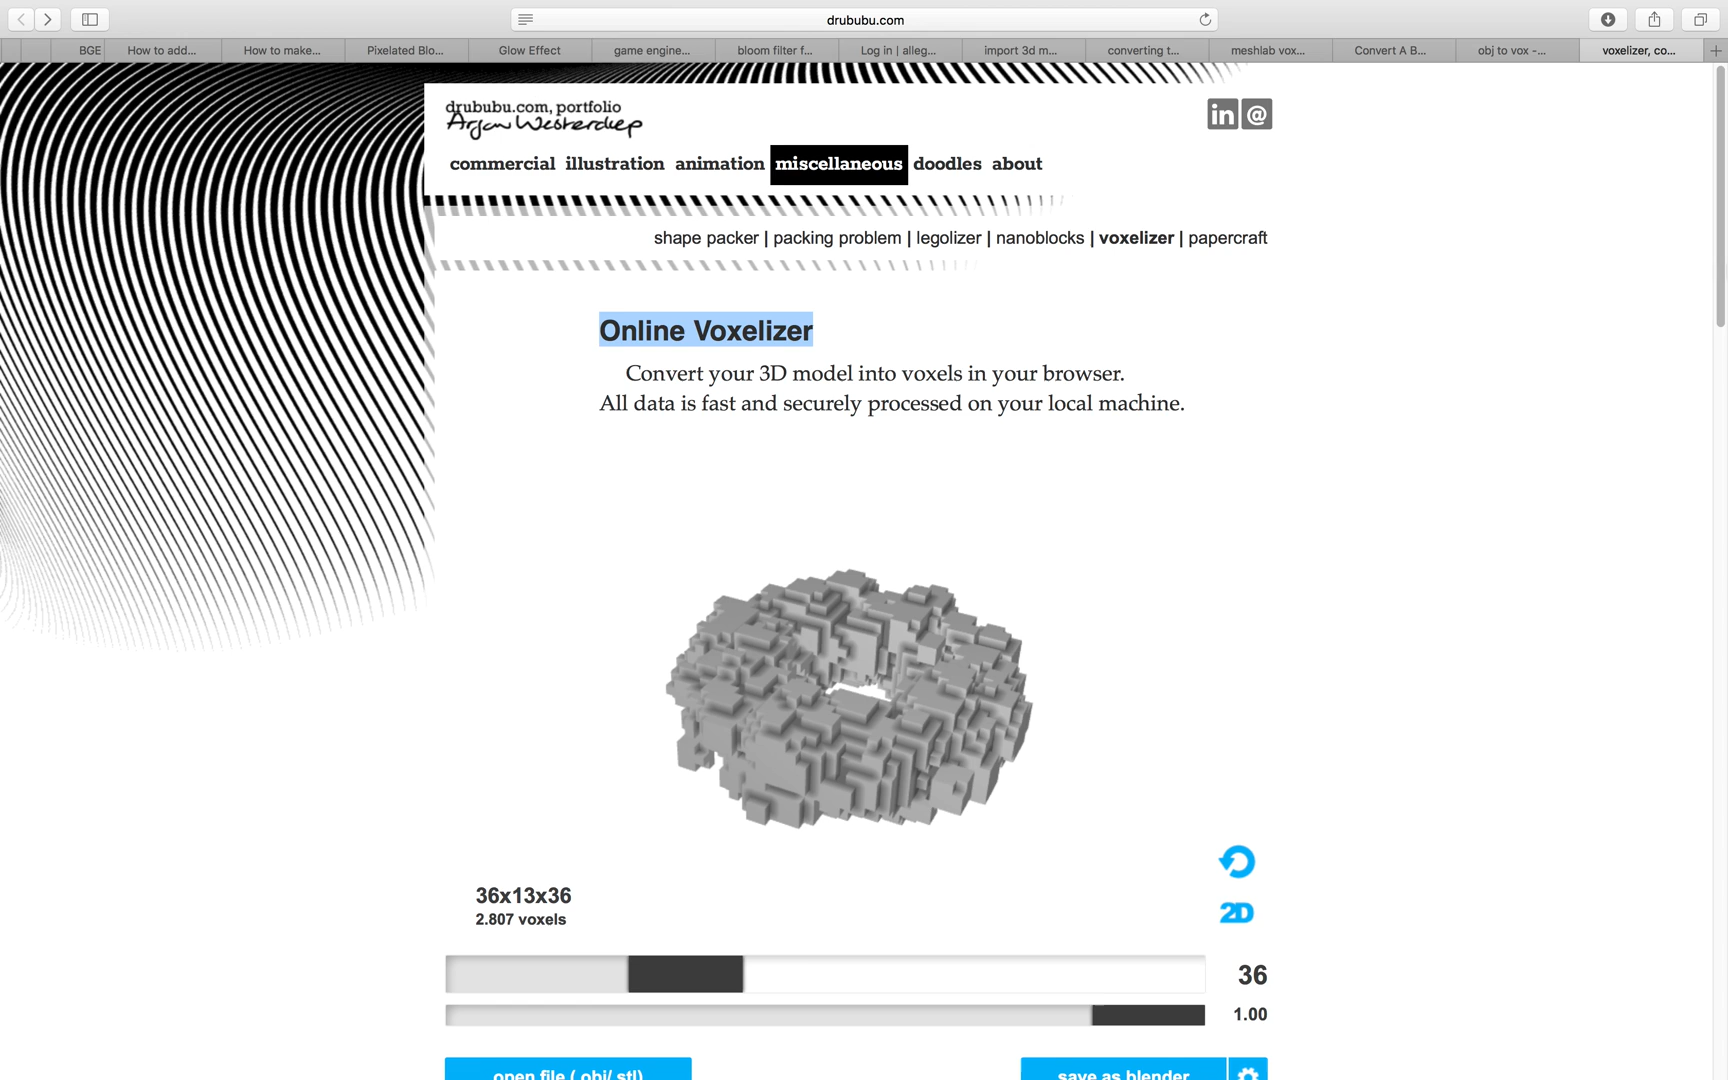 drububu.com
BGE
How to add...
How to make...
Pixelated Blo...
Glow Effect
game engine...
bloom filter f...
Log in | alleg...
import 3d m...
converting t...
meshlab vox...
Convert A B...
obj to vox -...
voxelizer, co...
drububu.com, portfolio
Arjan Westerdiep
in @
commercial illustration animation miscellaneous doodles about
shape packer | packing problem | legolizer | nanoblocks | voxelizer | papercraft
Online Voxelizer
Convert your 3D model into voxels in your browser.
All data is fast and securely processed on your local machine.
2D
36x13x36
2.807 voxels
36
1.00
open file (.obj/.stl)
save as blender